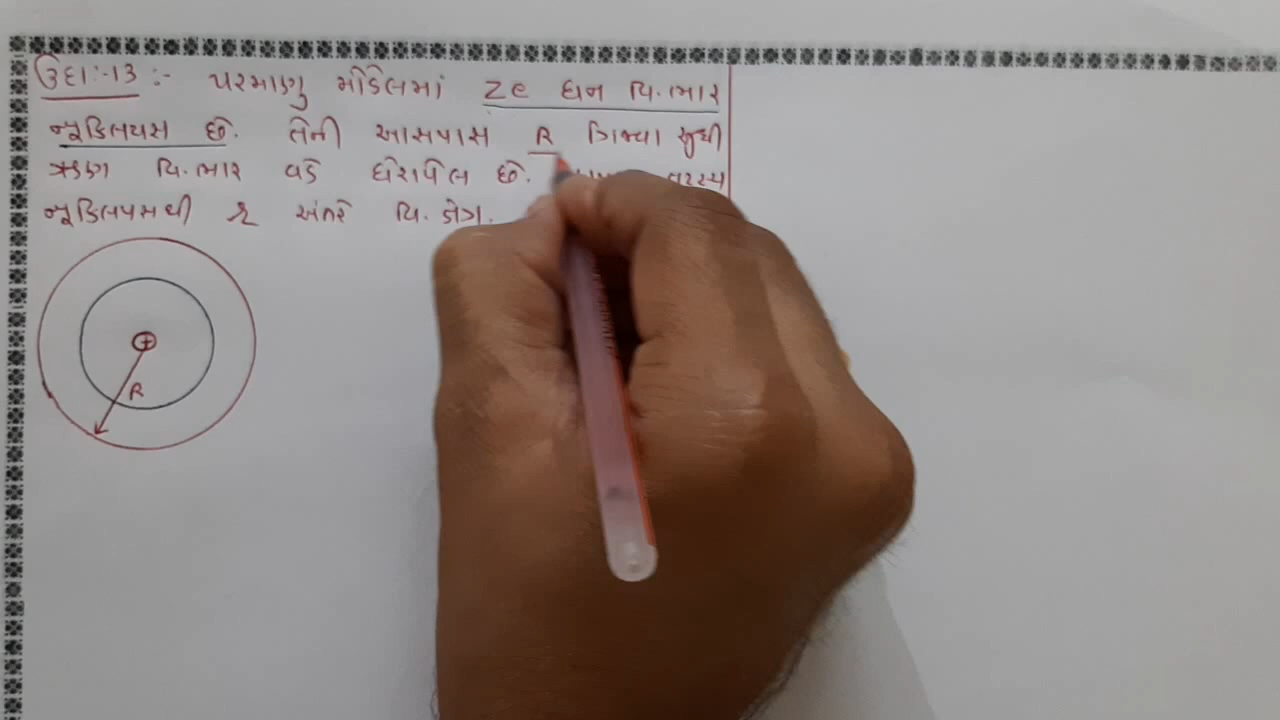 ઉદા:-13 :- પરમાણુ મોડેલમાં Ze ધન વિ.ભાર
ન્યૂક્લિયસ છે. તેની આસપાસ R ત્રિજ્યા સુધી
ઋણ વિ.ભાર વડે ઘેરાયેલ છે.
ન્યૂક્લિયસથી r અંતરે વિ. ક્ષેત્ર.
+
R